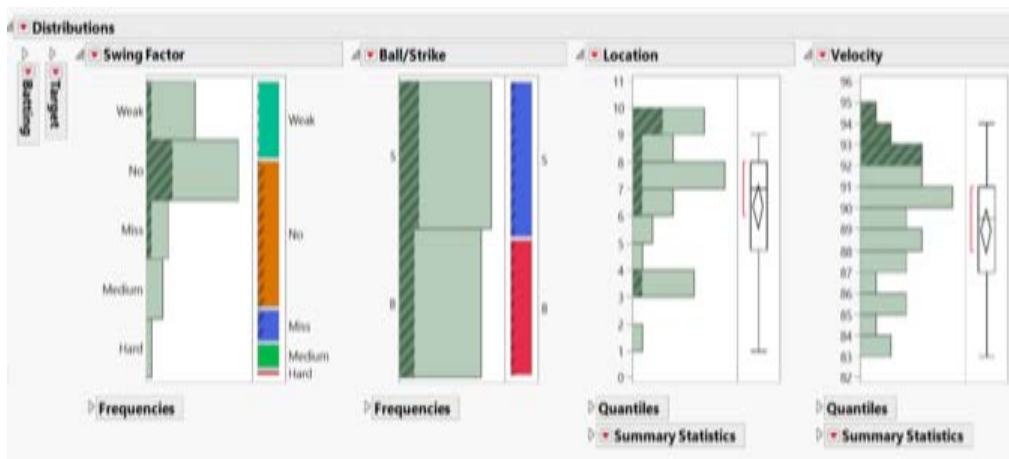 Distributions
Batting
Target
Swing Factor
Weak
No
Miss
Medium
Hard
Weak
No
Miss
Medium
Hard
Frequencies
Ball/Strike
S
B
S
B
Frequencies
Location
11
10
9
8
7
6
5
4
3
2
1
0
Quantiles
Summary Statistics
Velocity
96
95
94
93
92
91
90
89
88
87
86
85
84
83
82
Quantiles
Summary Statistics